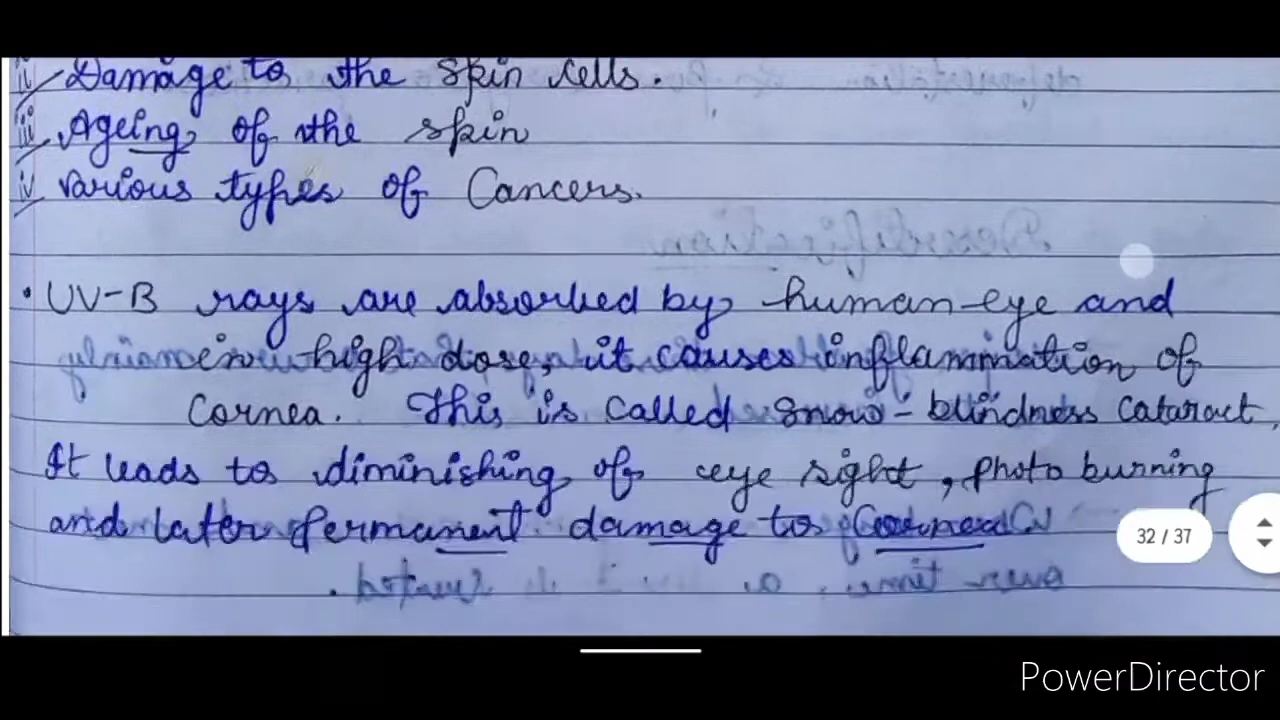 ii Damage to the skin cells.
iii Ageing of the skin
iv various types of Cancers.
• UV-B rays are absorbed by human eye and
in hight dose, it causes inflammation of
Cornea. This is called Snow-blindness cataract,
It leads to diminishing of eye sight, photo burning
and later permanent damage to Cornea
32 / 37
PowerDirector